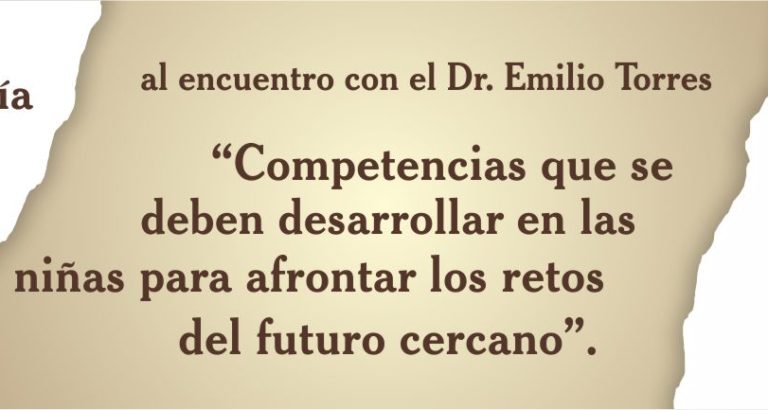 ía
al encuentro con el Dr. Emilio Torres
“Competencias que se
deben desarrollar en las
niñas para afrontar los retos
del futuro cercano”.